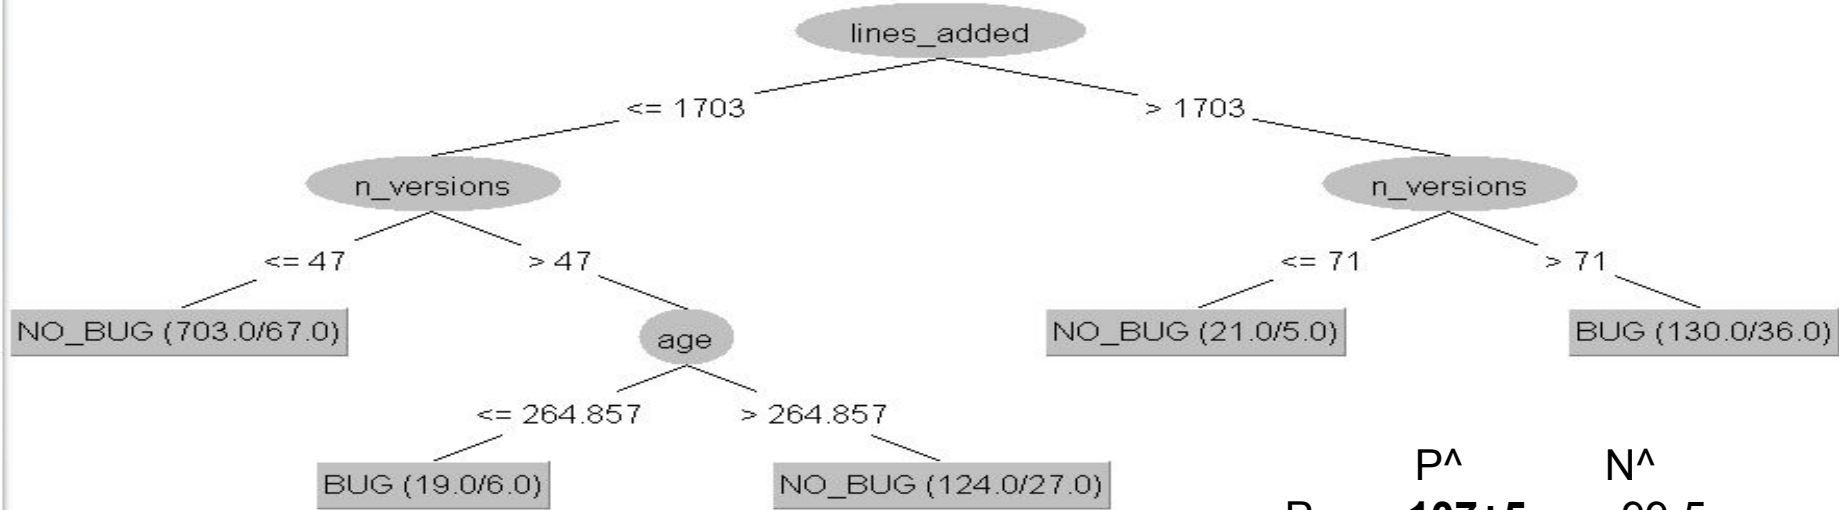 lines_added
<= 1703 > 1703
n_versions n_versions
<= 47 > 47 <= 71 > 71
NO_BUG (703.0/67.0) age NO_BUG (21.0/5.0) BUG (130.0/36.0)
<= 264.857 > 264.857
BUG (19.0/6.0) NO_BUG (124.0/27.0)
P^ N^